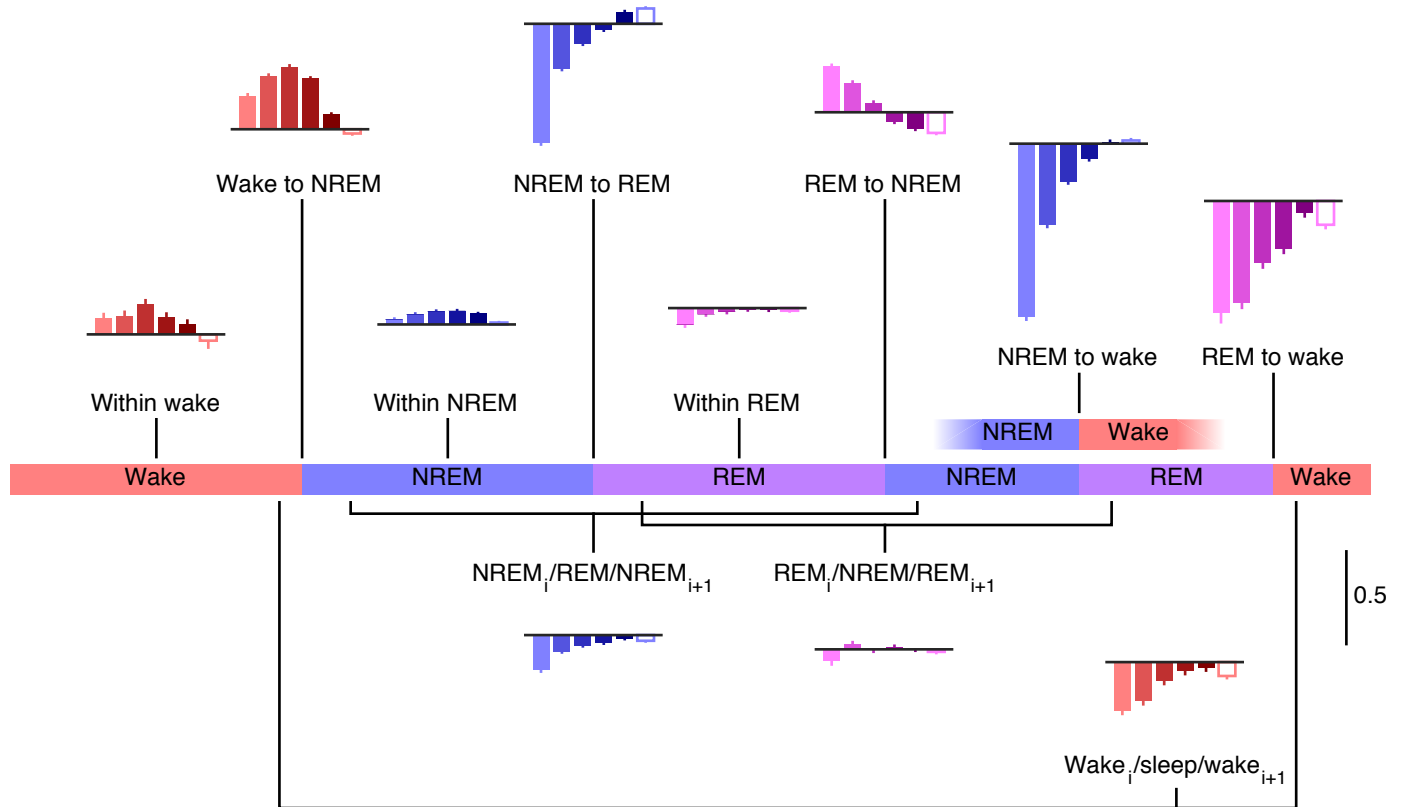 Wake to NREM
NREM to REM
REM to NREM
NREM to wake
REM to wake
Within wake
Within NREM
Within REM
NREM
Wake
Wake
NREM
REM
NREM
REM
Wake
NREMi/REM/NREMi+1
REMi/NREM/REMi+1
0.5
Wakei/sleep/wakei+1